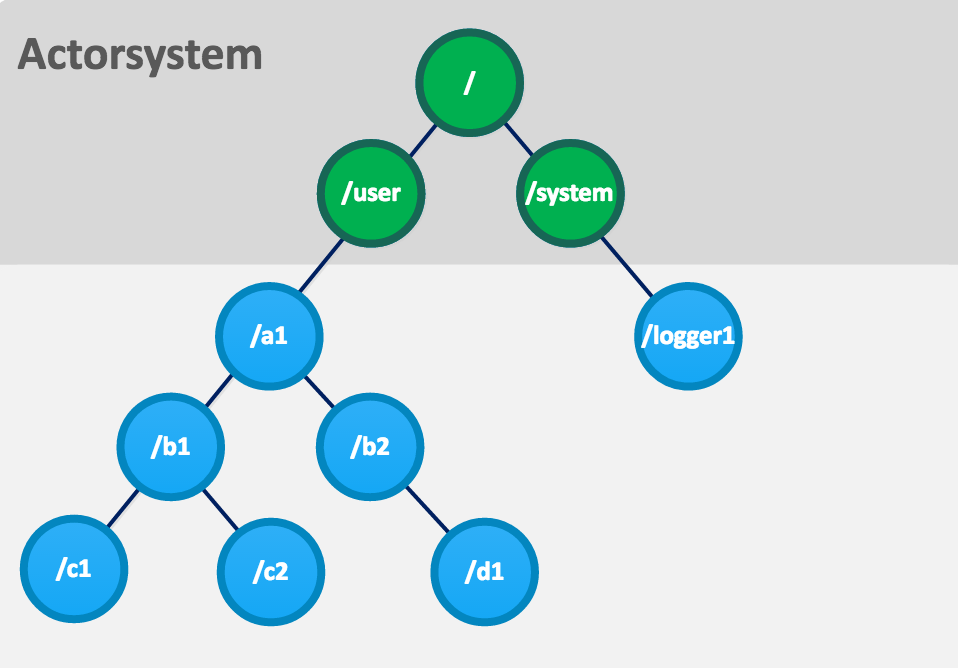 Actorsystem
/
/user
/system
/a1
/logger1
/b1
/b2
/c1
/c2
/d1